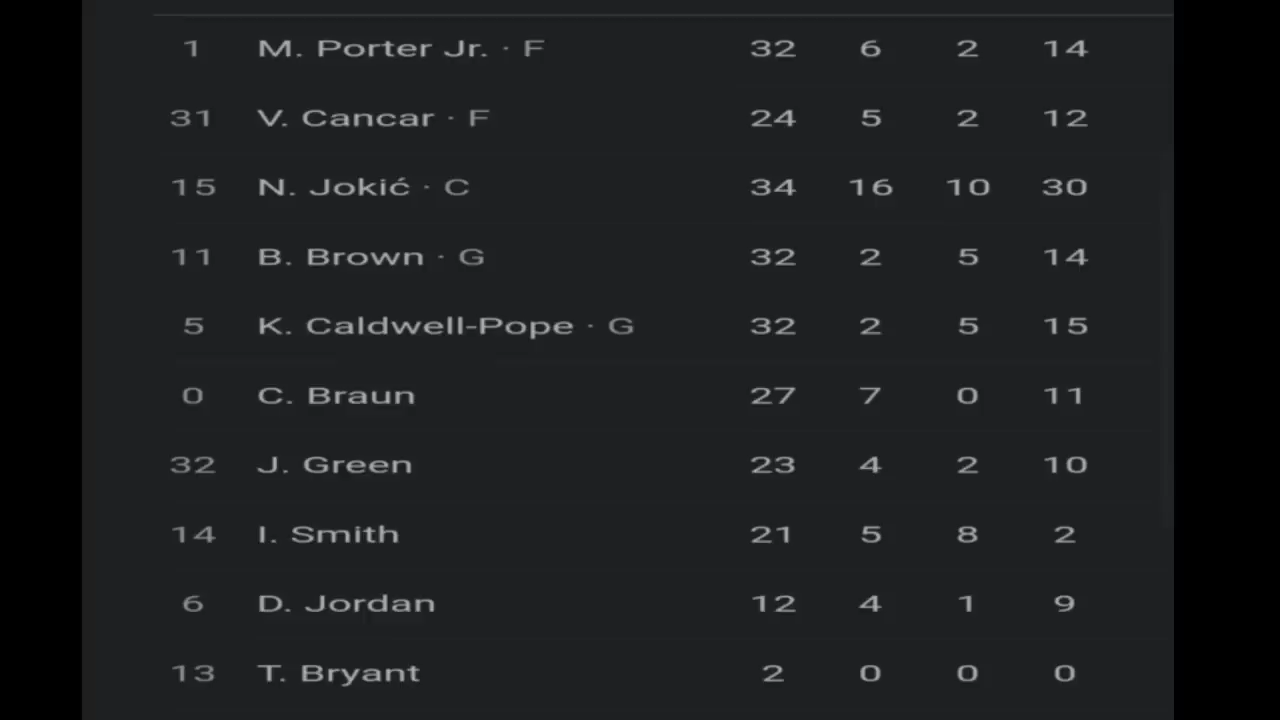 1 M. Porter Jr. · F 32 6 2 14
31 V. Cancar · F 24 5 2 12
15 N. Jokić · C 34 16 10 30
11 B. Brown · G 32 2 5 14
5 K. Caldwell-Pope · G 32 2 5 15
0 C. Braun 27 7 0 11
32 J. Green 23 4 2 10
14 I. Smith 21 5 8 2
6 D. Jordan 12 4 1 9
13 T. Bryant 2 0 0 0